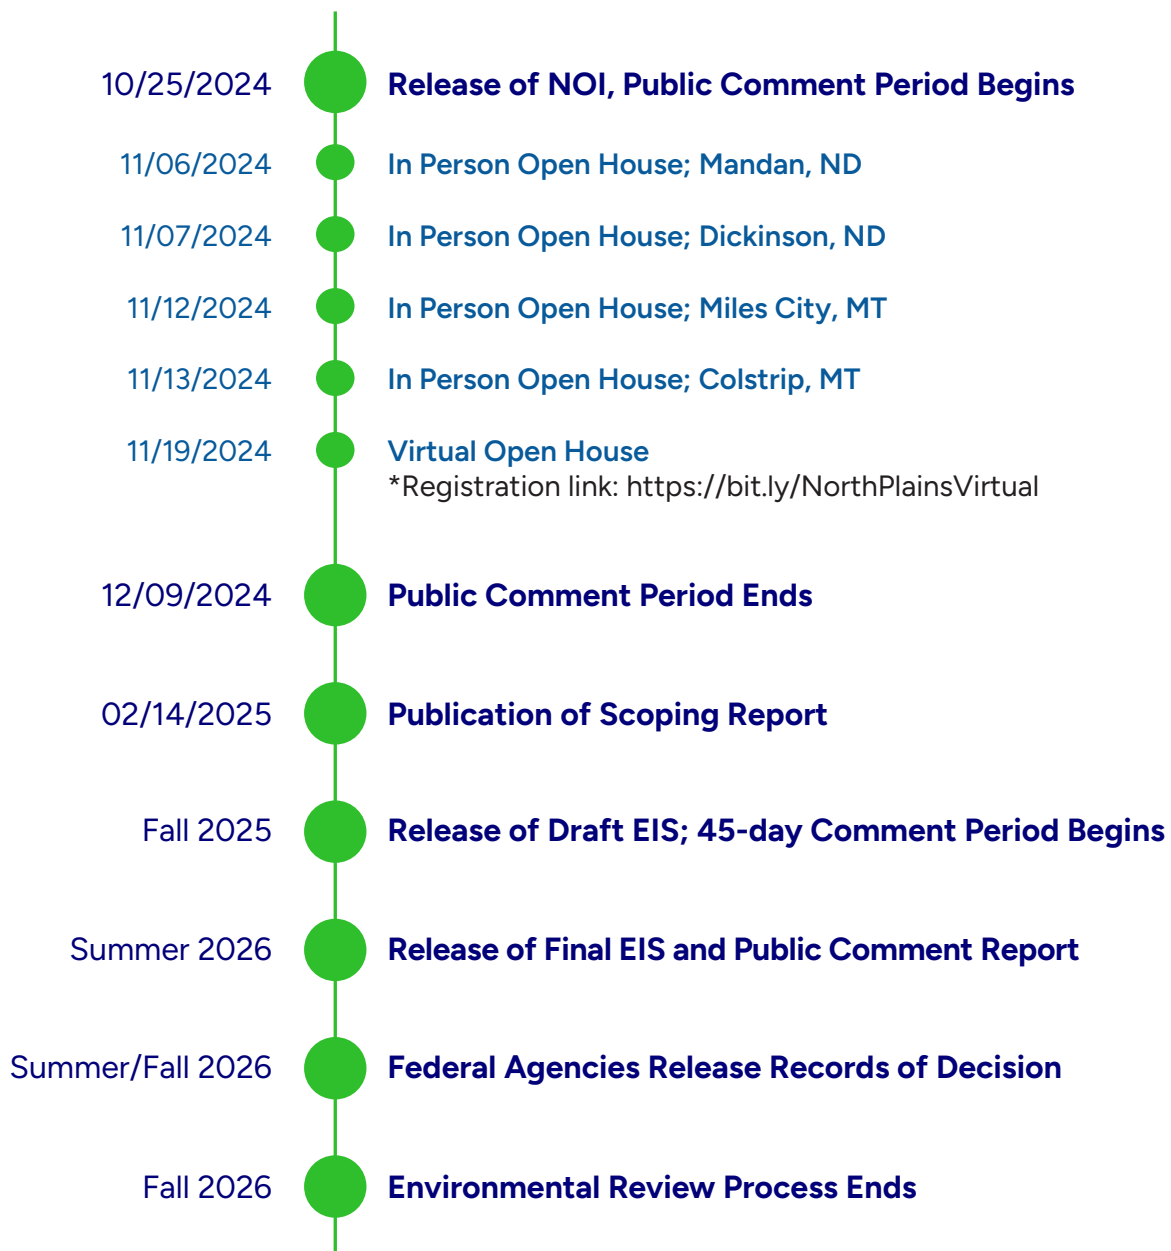 10/25/2024 Release of NOI, Public Comment Period Begins
11/06/2024 In Person Open House; Mandan, ND
11/07/2024 In Person Open House; Dickinson, ND
11/12/2024 In Person Open House; Miles City, MT
11/13/2024 In Person Open House; Colstrip, MT
11/19/2024 Virtual Open House
*Registration link: https://bit.ly/NorthPlainsVirtual
12/09/2024 Public Comment Period Ends
02/14/2025 Publication of Scoping Report
Fall 2025 Release of Draft EIS; 45-day Comment Period Begins
Summer 2026 Release of Final EIS and Public Comment Report
Summer/Fall 2026 Federal Agencies Release Records of Decision
Fall 2026 Environmental Review Process Ends